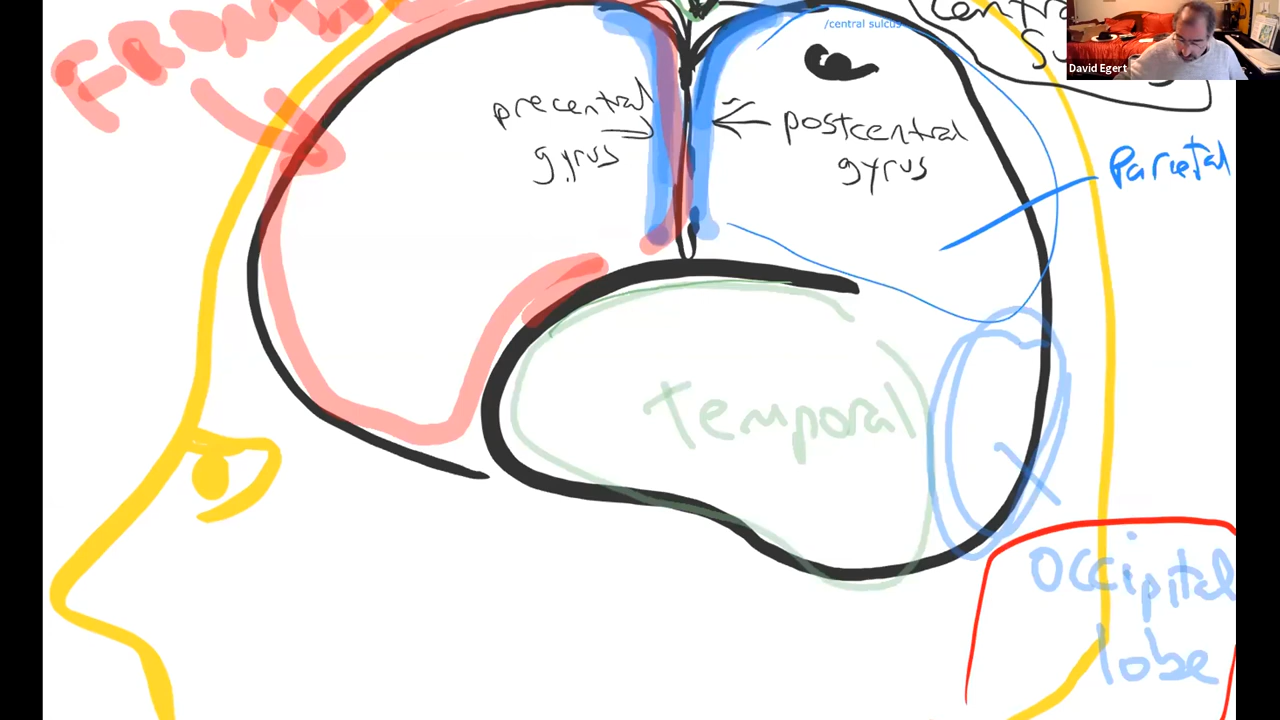 /central sulcus
David Egert
precentral
gyrus
postcentral
gyrus
Parietal
Temporal
occipital
lobe